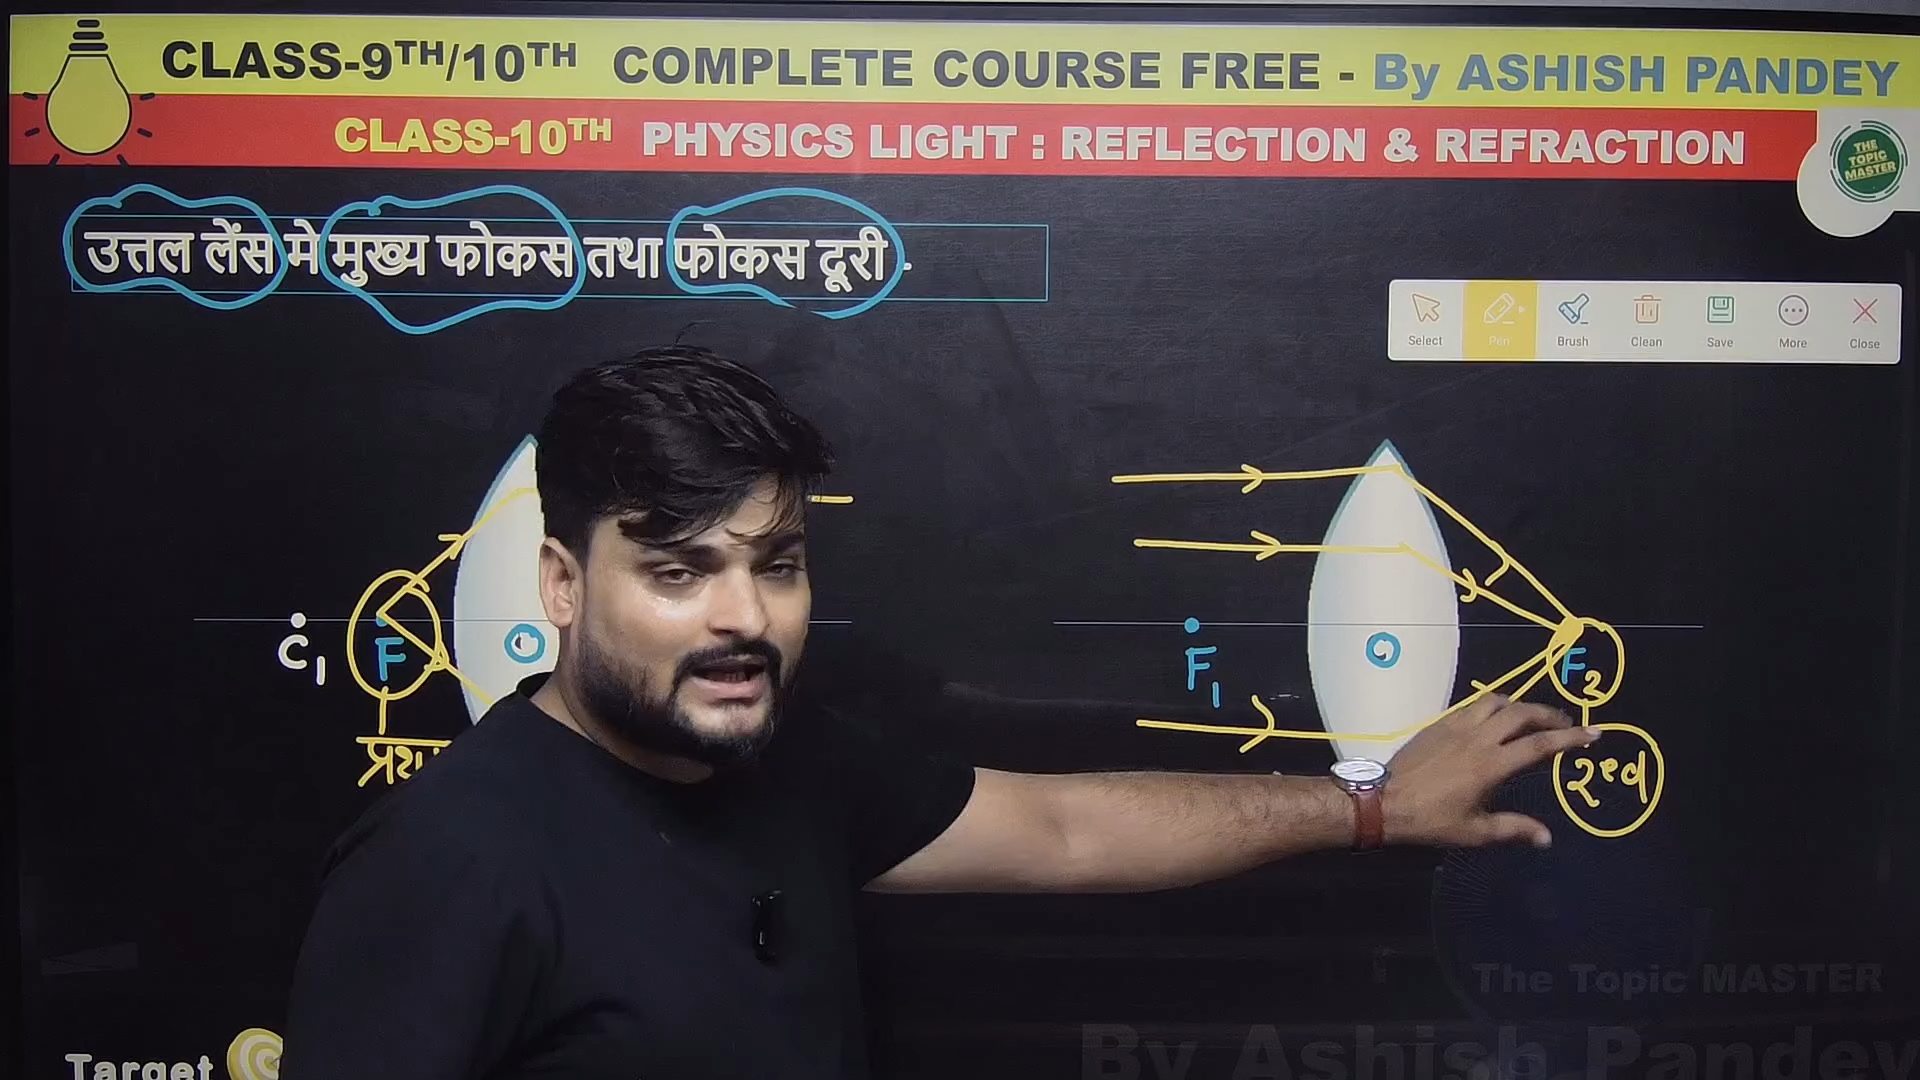 CLASS-9TH/10TH COMPLETE COURSE FREE - By ASHISH PANDEY
CLASS-10TH PHYSICS LIGHT : REFLECTION & REFRACTION
THE TOPIC MASTER
उत्तल लेंस मे मुख्य फोकस तथा फोकस दूरी -
Select Pen Brush Clean Save More Close
C1 F O
F1 O F2
The Topic MASTER
By Ashish Pandey
Target